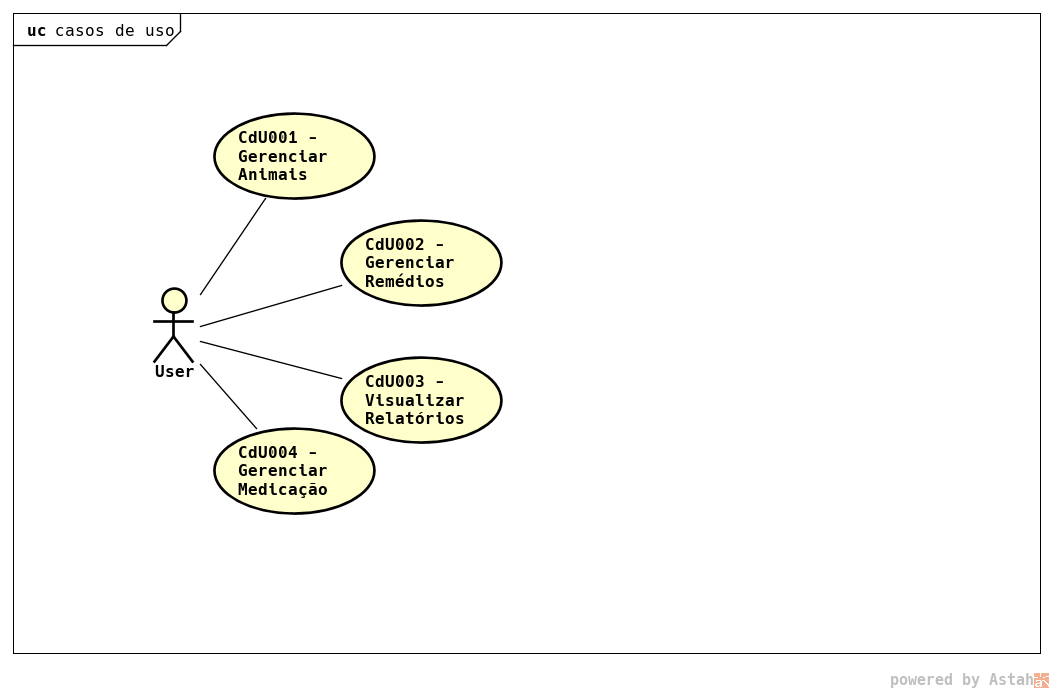 uc casos de uso
CdU001 -
Gerenciar
Animais
CdU002 -
Gerenciar
Remédios
User
CdU003 -
Visualizar
Relatórios
CdU004 -
Gerenciar
Medicação
powered by Astah